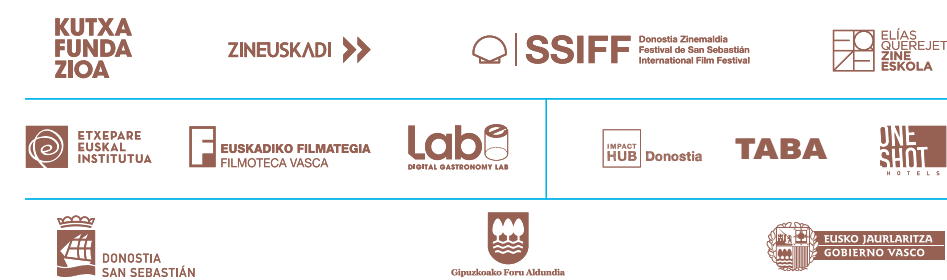 KUTXA
FUNDA
ZIOA
ZINEUSKADI
SSIFF
Donostia Zinemaldia
Festival de San Sebastián
International Film Festival
ELÍAS
QUEREJETA
ZINE
ESKOLA
ETXEPARE
EUSKAL
INSTITUTUA
EUSKADIKO FILMATEGIA
FILMOTECA VASCA
Labe
DIGITAL GASTRONOMY LAB
IMPACT
HUB Donostia
TABA
ONE
SHOT
HOTELS
DONOSTIA
SAN SEBASTIÁN
Gipuzkoako Foru Aldundia
EUSKO JAURLARITZA
GOBIERNO VASCO